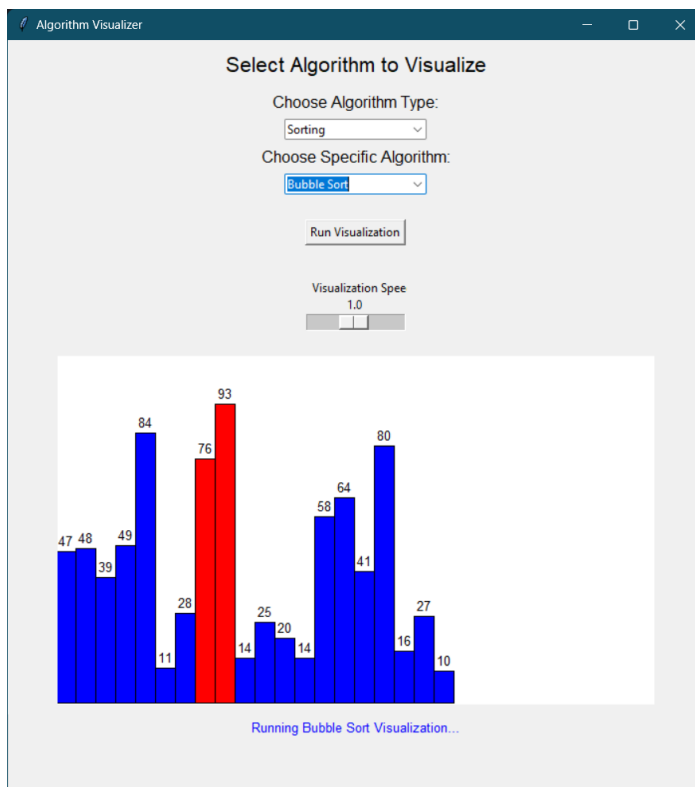 Algorithm Visualizer
Select Algorithm to Visualize
Choose Algorithm Type:
Sorting
Choose Specific Algorithm:
Bubble Sort
Run Visualization
Visualization Spee
1.0
47 48 39 49 84 11 28 76 93 14 25 20 14 58 64 41 80 16 27 10
Running Bubble Sort Visualization...